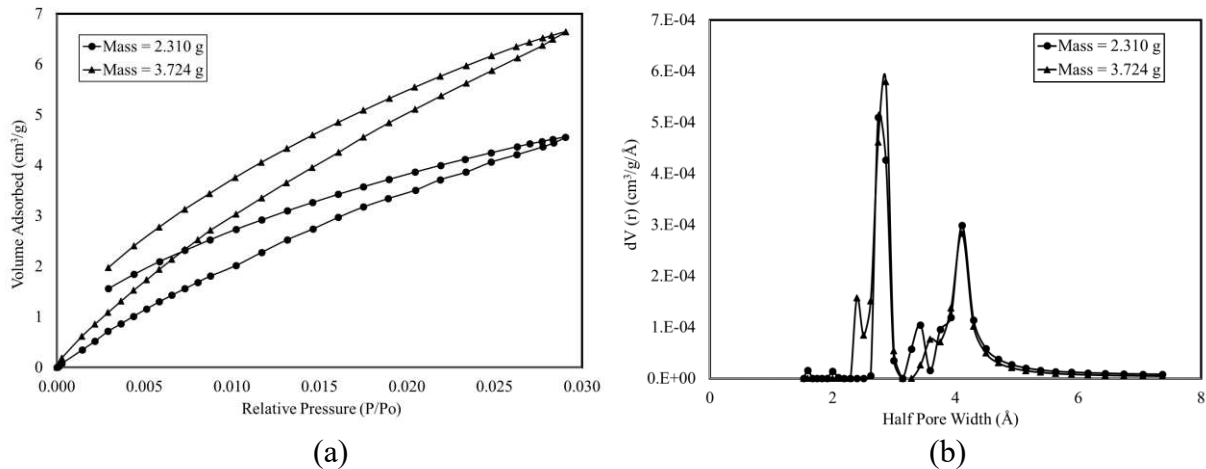 7
6
5
4
3
2
1
0
Volume Adsorbed (cm³/g)
Mass = 2.310 g
Mass = 3.724 g
0.000 0.005 0.010 0.015 0.020 0.025 0.030
Relative Pressure (P/Po)
(a)
7.E-04
6.E-04
5.E-04
4.E-04
3.E-04
2.E-04
1.E-04
0.E+00
dV (r) (cm³/g/Å)
Mass = 2.310 g
Mass = 3.724 g
0 2 4 6 8
Half Pore Width (Å)
(b)